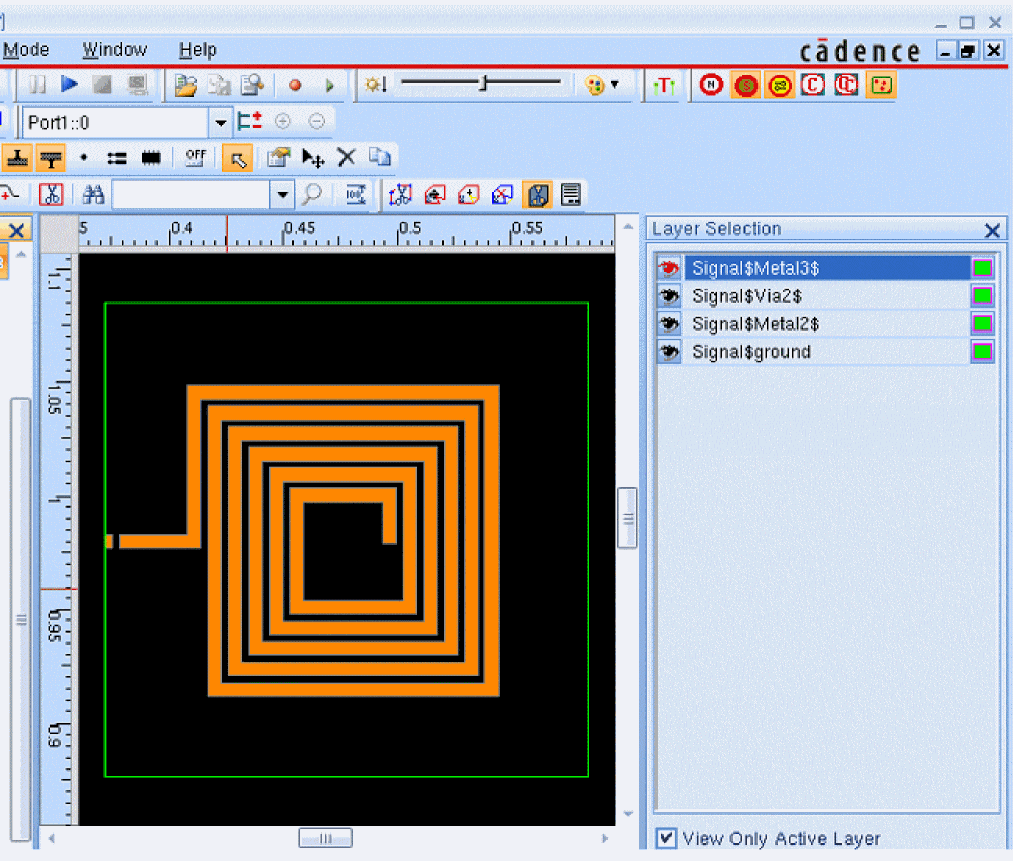 Mode Window Help
cādence
T
N
S
C
C
Port1::0
OFF
Layer Selection
5 0.4 0.45 0.5 0.55
1.1
1.05
1
0.95
0.9
Signal$Metal3$
Signal$Via2$
Signal$Metal2$
Signal$ground
View Only Active Layer